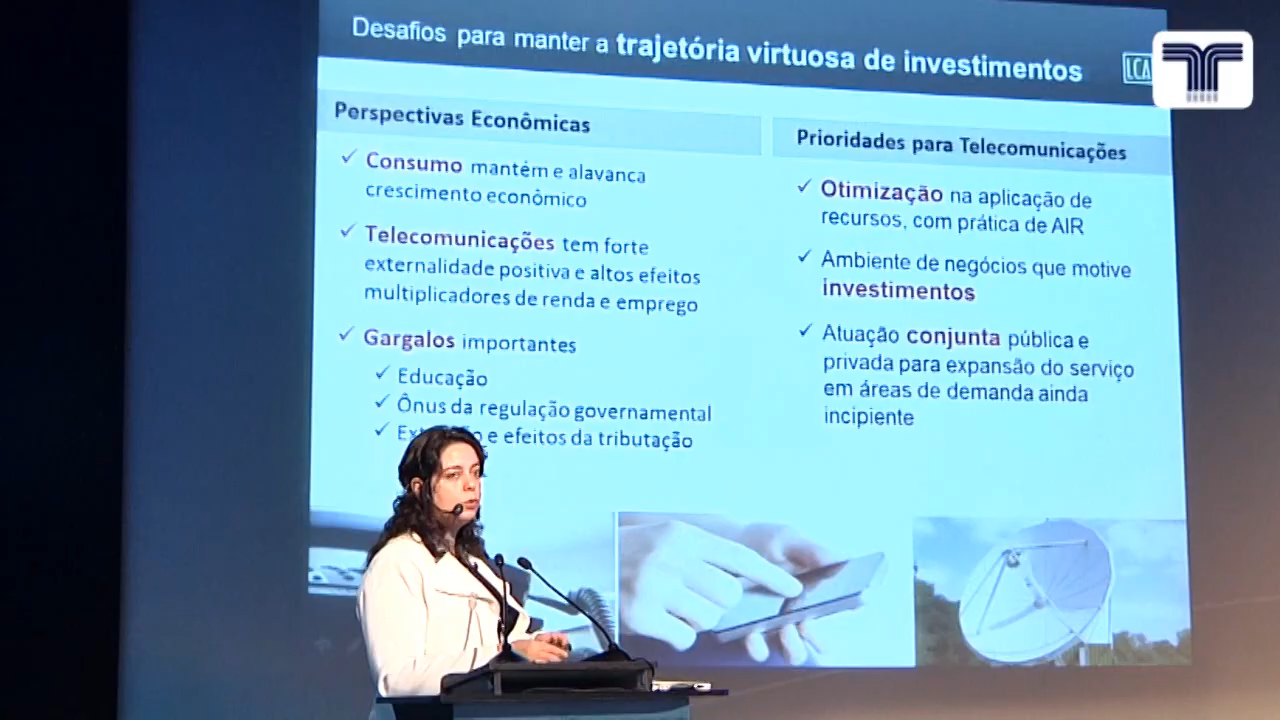 Desafios para manter a trajetória virtuosa de investimentos
LCA
Perspectivas Econômicas
✓ Consumo mantém e alavanca
crescimento econômico
✓ Telecomunicações tem forte
externalidade positiva e altos efeitos
multiplicadores de renda e emprego
✓ Gargalos importantes
✓ Educação
✓ Ônus da regulação governamental
✓ e efeitos da tributação
Prioridades para Telecomunicações
✓ Otimização na aplicação de
recursos, com prática de AIR
✓ Ambiente de negócios que motive
investimentos
✓ Atuação conjunta pública e
privada para expansão do serviço
em áreas de demanda ainda
incipiente